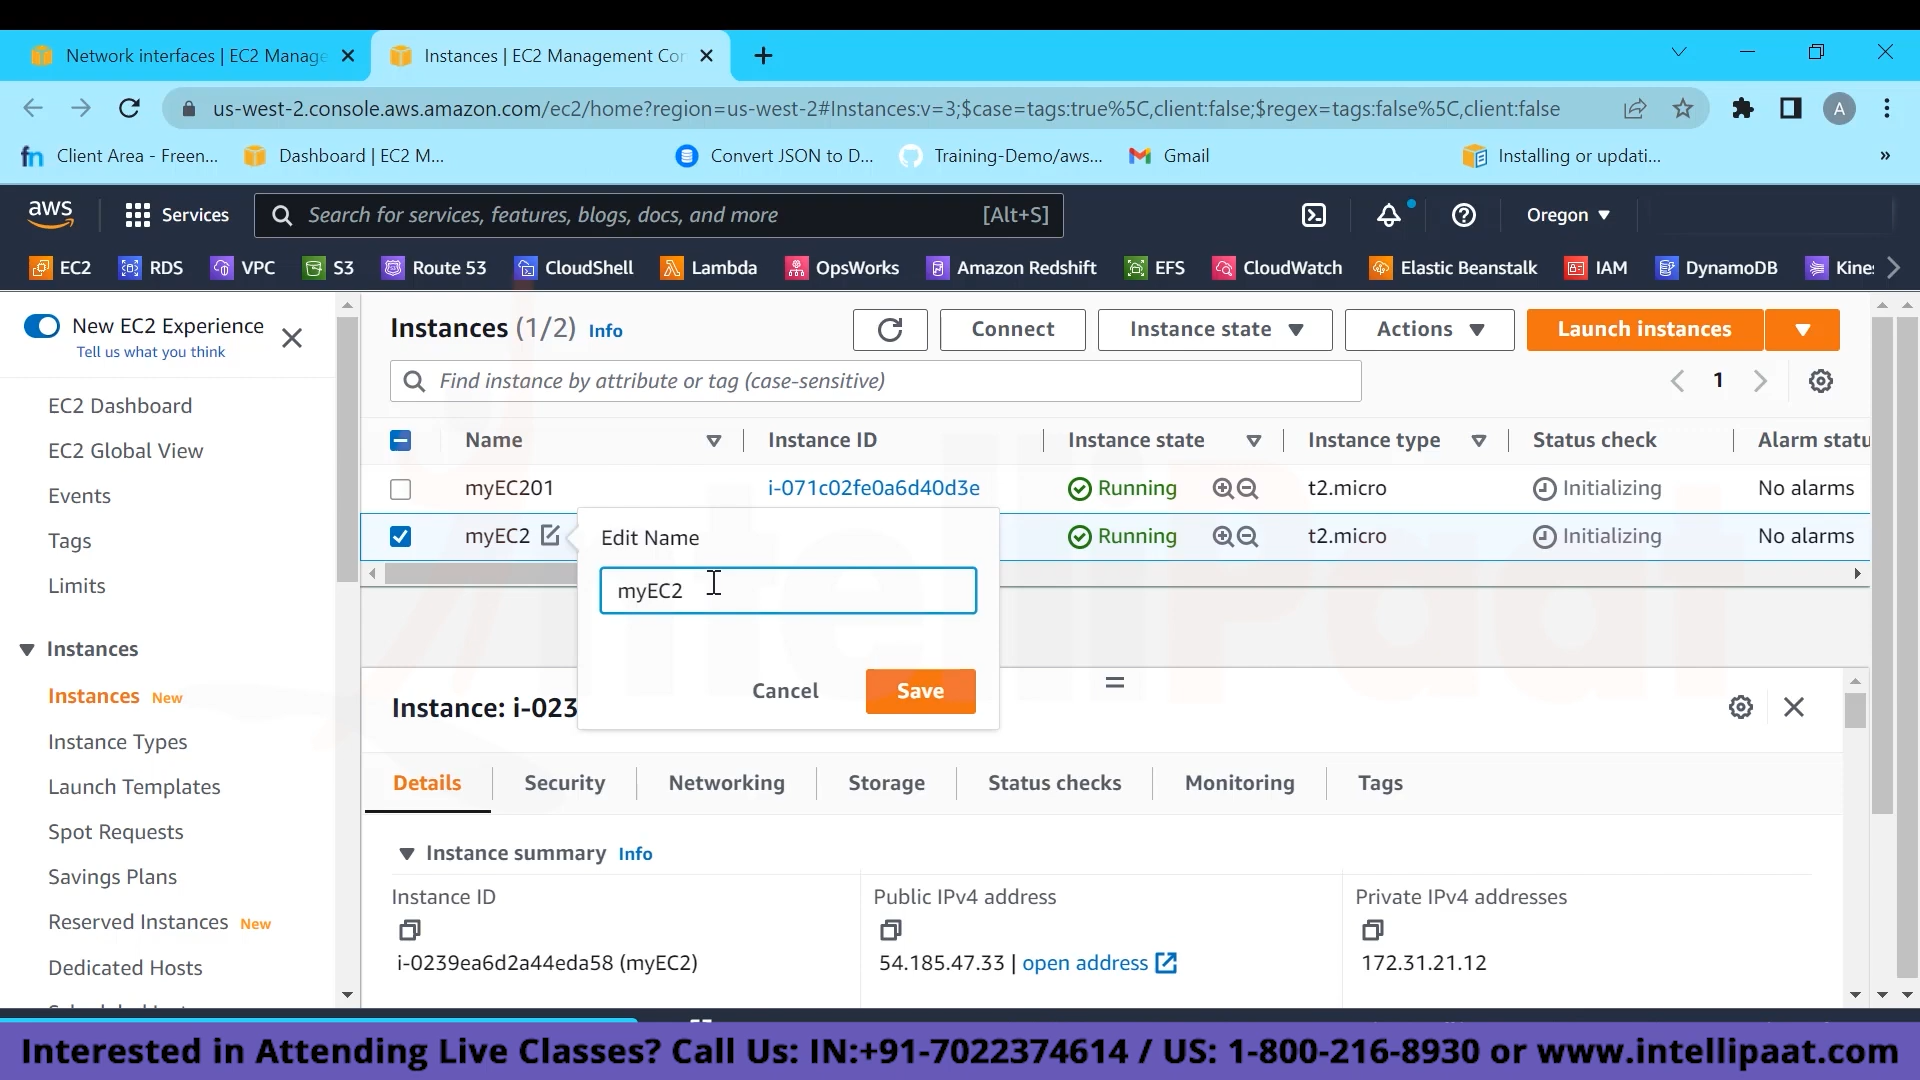 Network interfaces | EC2 Manage
Instances | EC2 Management Cor
us-west-2.console.aws.amazon.com/ec2/home?region=us-west-2#Instances:v=3;$case=tags:true%5C,client:false;$regex=tags:false%5C,client:false
A
fn Client Area - Freen... Dashboard | EC2 M... Convert JSON to D... Training-Demo/aws... Gmail Installing or updati... »
aws Services Search for services, features, blogs, docs, and more [Alt+S] Oregon
EC2 RDS VPC S3 Route 53 CloudShell Lambda OpsWorks Amazon Redshift EFS CloudWatch Elastic Beanstalk IAM DynamoDB Kines
New EC2 Experience
Tell us what you think
EC2 Dashboard
EC2 Global View
Events
Tags
Limits
Instances
Instances New
Instance Types
Launch Templates
Spot Requests
Savings Plans
Reserved Instances New
Dedicated Hosts
Instances (1/2) Info Connect Instance state Actions Launch instances
Find instance by attribute or tag (case-sensitive) 1
Name Instance ID Instance state Instance type Status check Alarm statu
myEC201 i-071c02fe0a6d40d3e Running t2.micro Initializing No alarms
myEC2 Running t2.micro Initializing No alarms
Edit Name
myEC2
Cancel Save
Instance: i-023
Details Security Networking Storage Status checks Monitoring Tags
Instance summary Info
Instance ID Public IPv4 address Private IPv4 addresses
i-0239ea6d2a44eda58 (myEC2) 54.185.47.33 | open address 172.31.21.12
IntelliPaat
Interested in Attending Live Classes? Call Us: IN:+91-7022374614 / US: 1-800-216-8930 or www.intellipaat.com